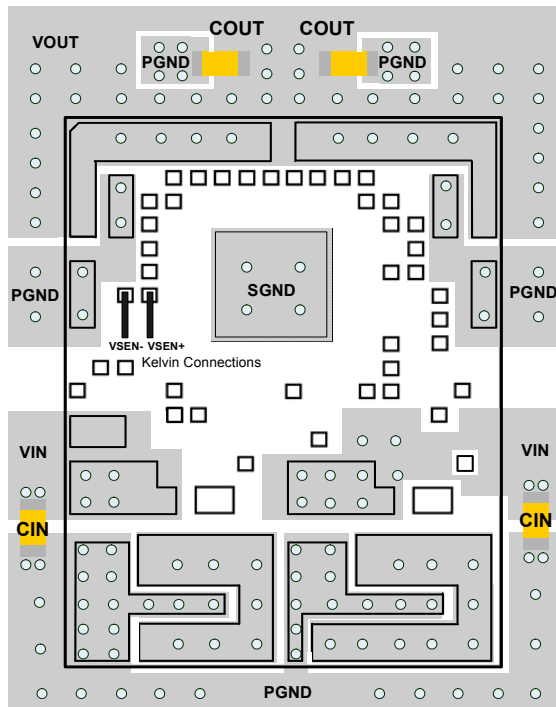 COUT COUT
VOUT
PGND PGND
SGND
PGND PGND
VSEN- VSEN+
Kelvin Connections
VIN VIN
CIN CIN
PGND